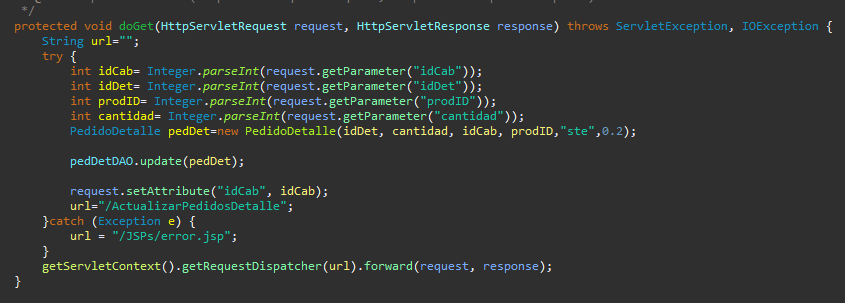 */
protected void doGet(HttpServletRequest request, HttpServletResponse response) throws ServletException, IOException {
String url="";
try {
int idCab= Integer.parseInt(request.getParameter("idCab"));
int idDet= Integer.parseInt(request.getParameter("idDet"));
int prodID= Integer.parseInt(request.getParameter("prodID"));
int cantidad= Integer.parseInt(request.getParameter("cantidad"));
PedidoDetalle pedDet=new PedidoDetalle(idDet, cantidad, idCab, prodID,"ste",0.2);
pedDetDAO.update(pedDet);
request.setAttribute("idCab", idCab);
url="/ActualizarPedidosDetalle";
}catch (Exception e) {
url = "/JSPs/error.jsp";
}
getServletContext().getRequestDispatcher(url).forward(request, response);
}